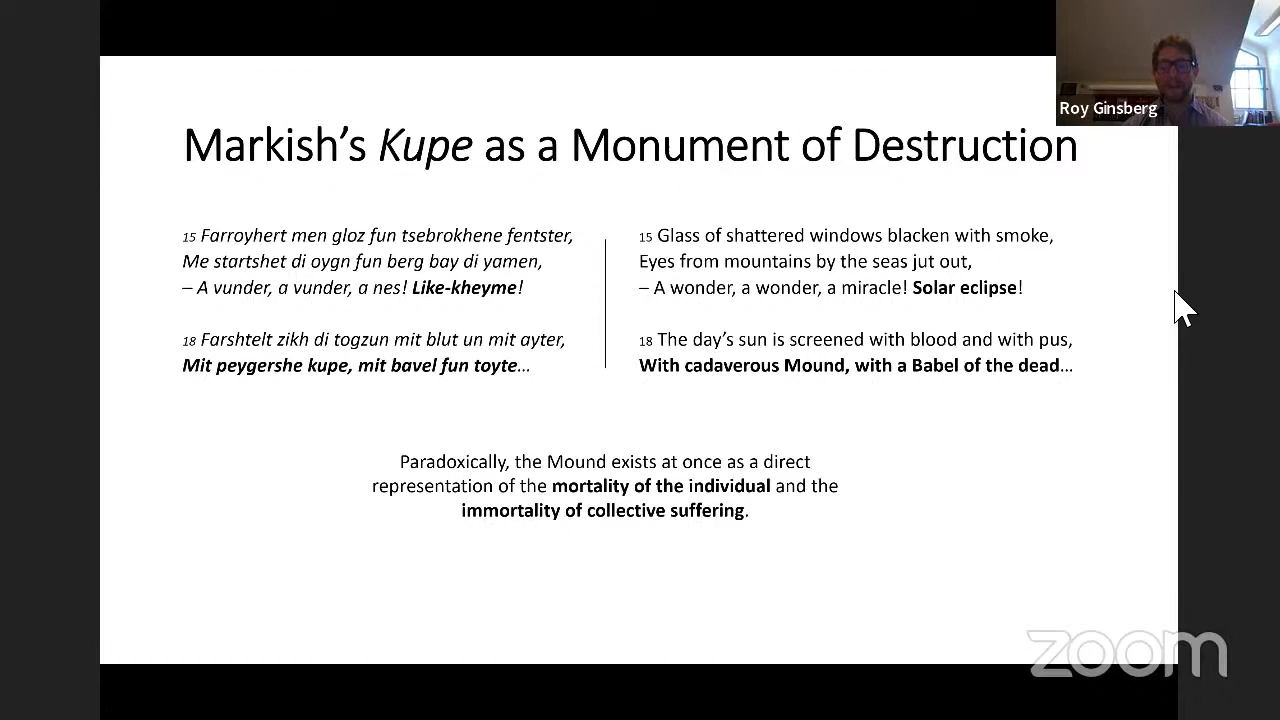 Roy Ginsberg
Markish’s Kupe as a Monument of Destruction
15 Farroyhert men gloz fun tsebrokhene fentster,
Me startshet di oygn fun berg bay di yamen,
– A vunder, a vunder, a nes! Like-kheyme!
18 Farshtelt zikh di togzun mit blut un mit ayter,
Mit peygershe kupe, mit bavel fun toyte...
15 Glass of shattered windows blacken with smoke,
Eyes from mountains by the seas jut out,
– A wonder, a wonder, a miracle! Solar eclipse!
18 The day’s sun is screened with blood and with pus,
With cadaverous Mound, with a Babel of the dead...
Paradoxically, the Mound exists at once as a direct
representation of the mortality of the individual and the
immortality of collective suffering.
zoom